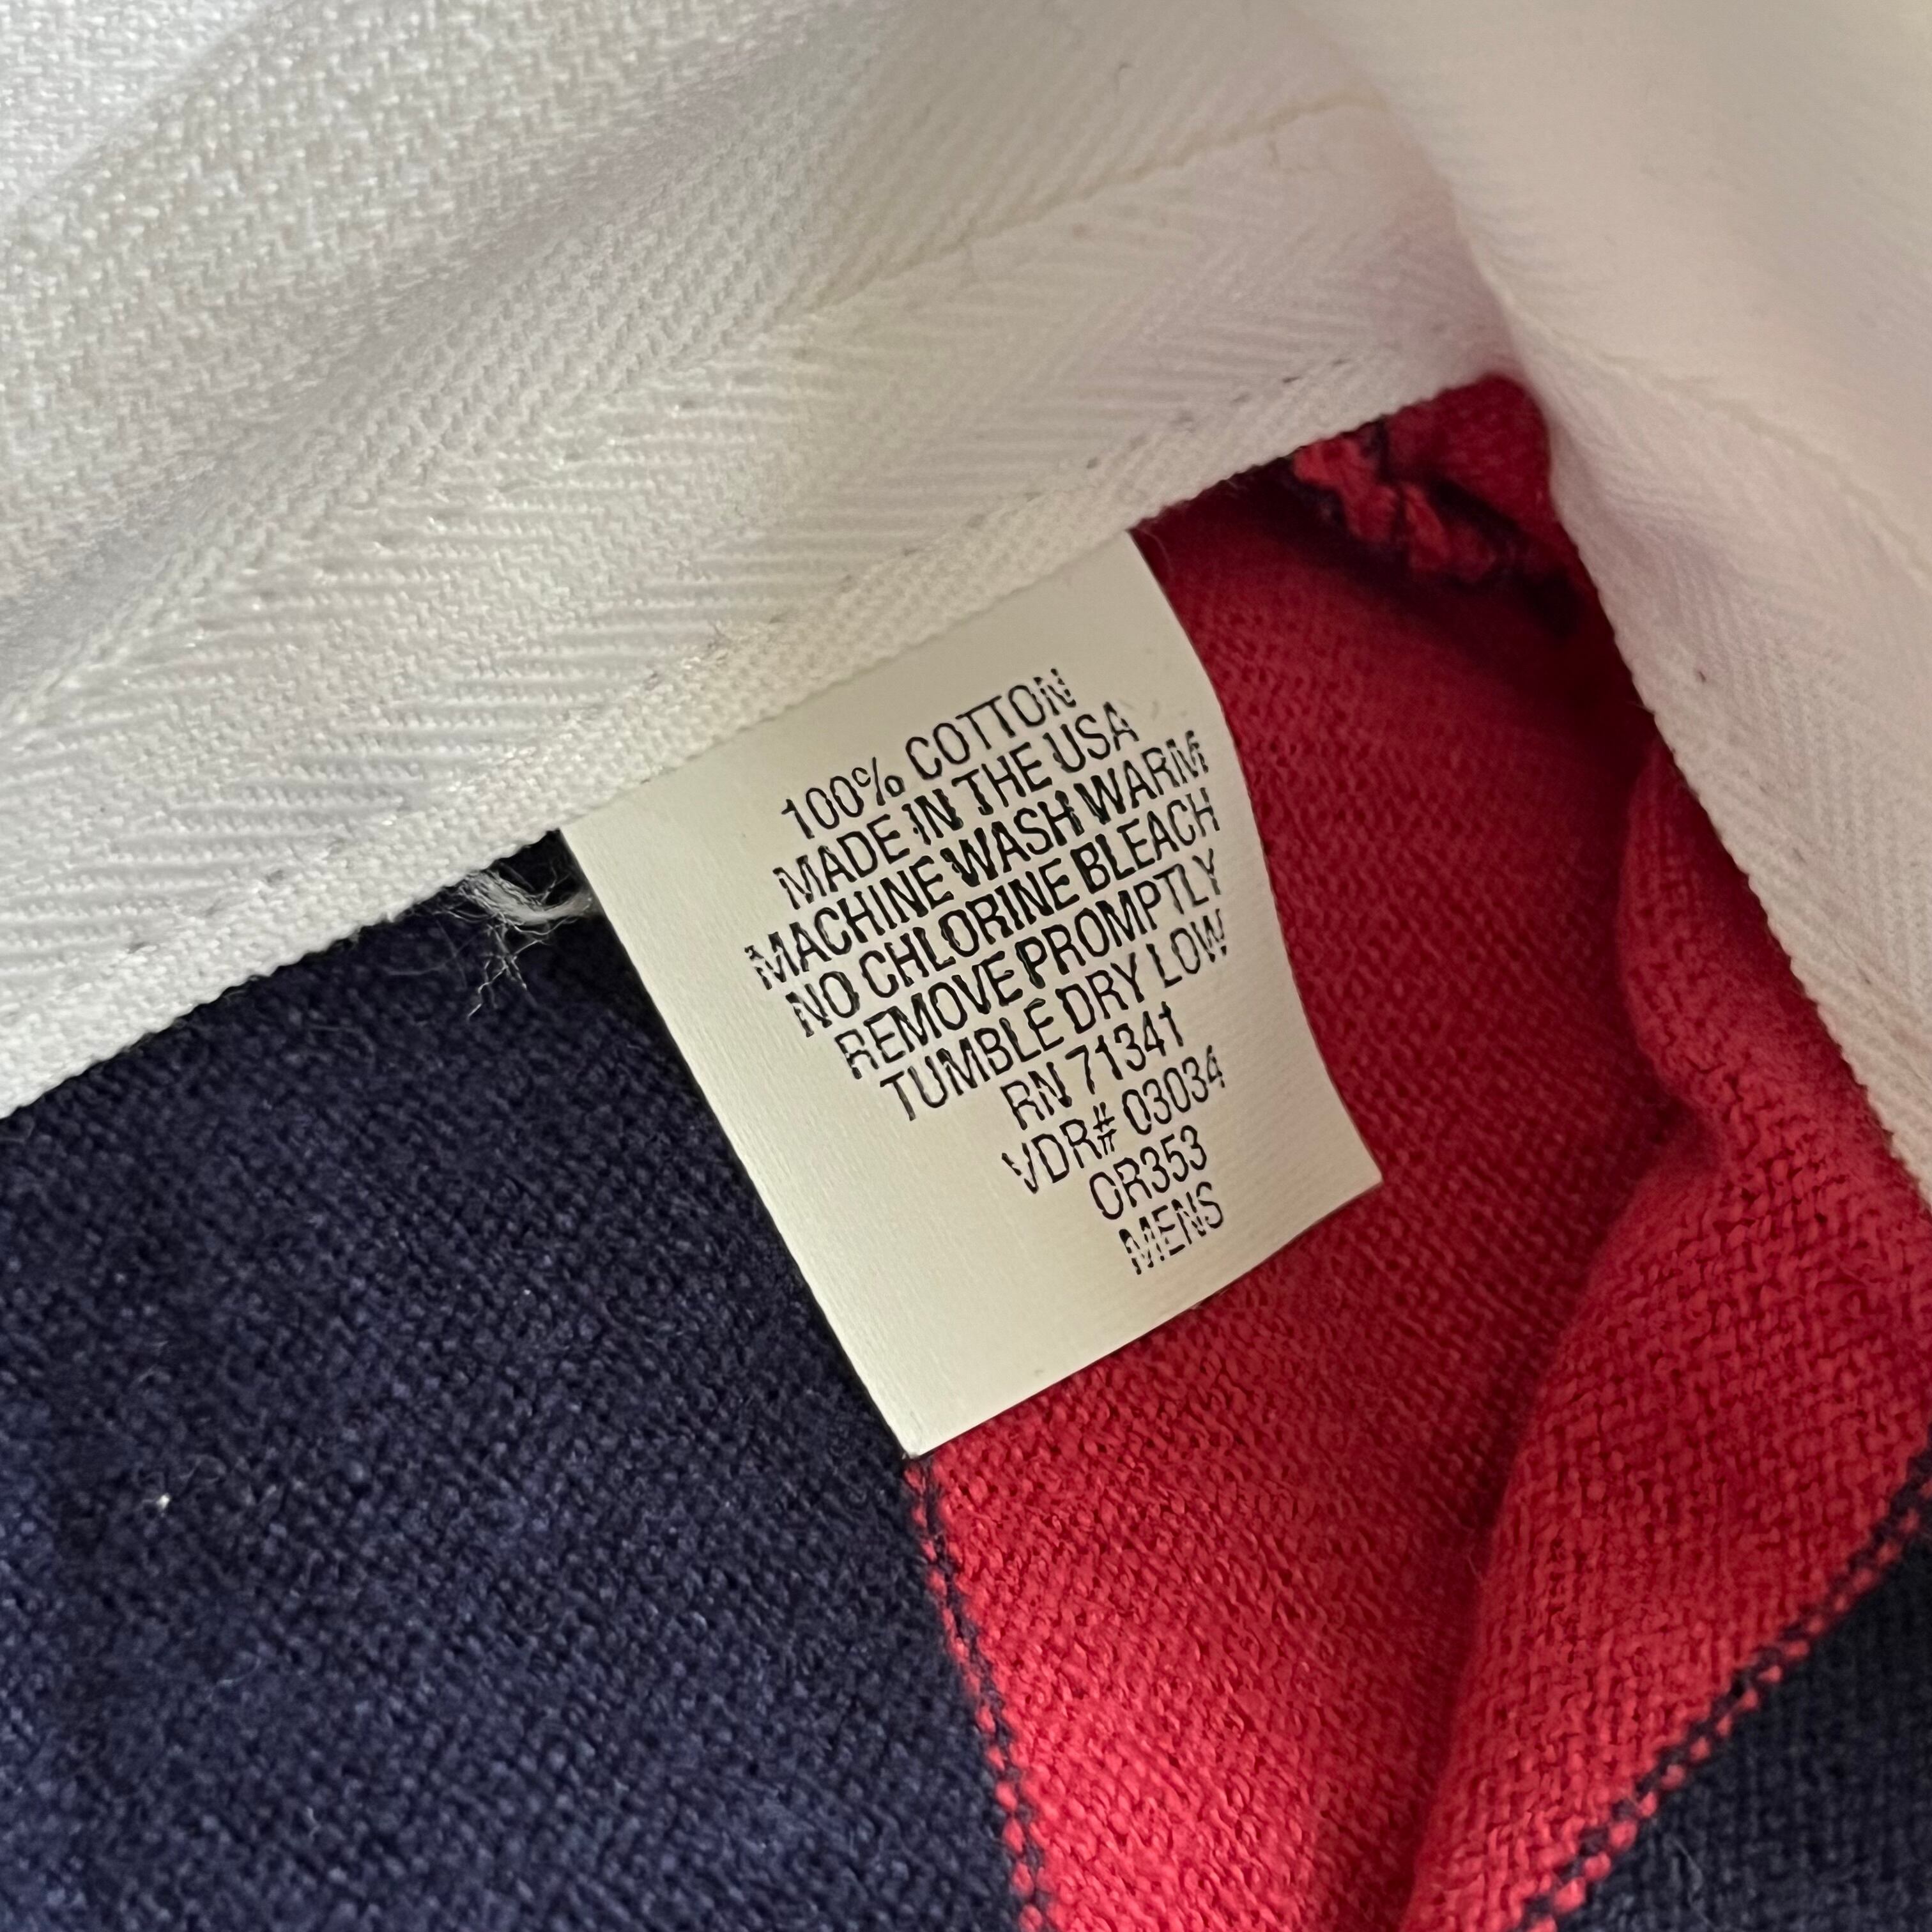 100% COTTON
MADE IN THE USA
MACHINE WASH WARM
NO CHLORINE BLEACH
REMOVE PROMPTLY
TUMBLE DRY LOW
RN 71341
VDR# 03034
OR353
MENS